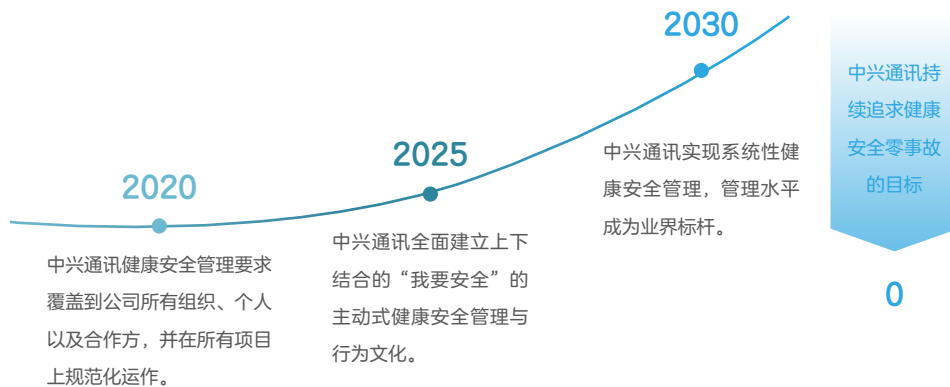 2020
中兴通讯健康安全管理要求
覆盖到公司所有组织、个人
以及合作方，并在所有项目
上规范化运作。
2025
中兴通讯全面建立上下
结合的“我要安全”的
主动式健康安全管理与
行为文化。
2030
中兴通讯实现系统性健
康安全管理，管理水平
成为业界标杆。
中兴通讯持
续追求健康
安全零事故
的目标
0